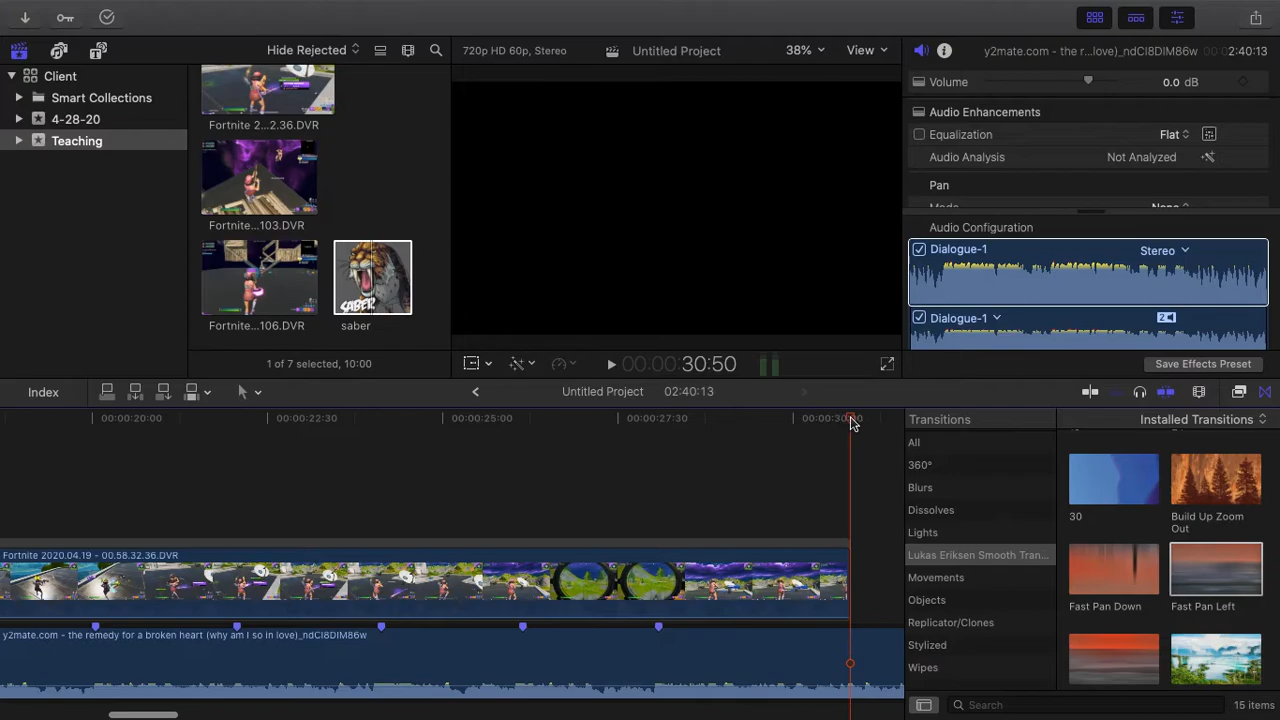 Hide Rejected
720p HD 60p, Stereo
Untitled Project
38%
View
y2mate.com - the r...love)_ndCI8DIM86w
2:40:13
Client
Smart Collections
4-28-20
Teaching
Fortnite 2...2.36.DVR
Fortnite...103.DVR
SABER
Fortnite...106.DVR
saber
1 of 7 selected, 10:00
00:00:00:30:50
Volume
0.0 dB
Audio Enhancements
Equalization
Flat
Audio Analysis
Not Analyzed
Pan
Mode
None
Audio Configuration
Dialogue-1
Stereo
Dialogue-1
2
Save Effects Preset
Index
Untitled Project
02:40:13
00:00:20:00
00:00:22:30
00:00:25:00
00:00:27:30
00:00:30:00
Fortnite 2020.04.19 - 00.58.32.36.DVR
y2mate.com - the remedy for a broken heart (why am I so in love)_ndCI8DIM86w
Transitions
Installed Transitions
All
360°
Blurs
Dissolves
Lights
Lukas Eriksen Smooth Tran...
Movements
Objects
Replicator/Clones
Stylized
Wipes
30
Build Up Zoom Out
Fast Pan Down
Fast Pan Left
Search
15 items